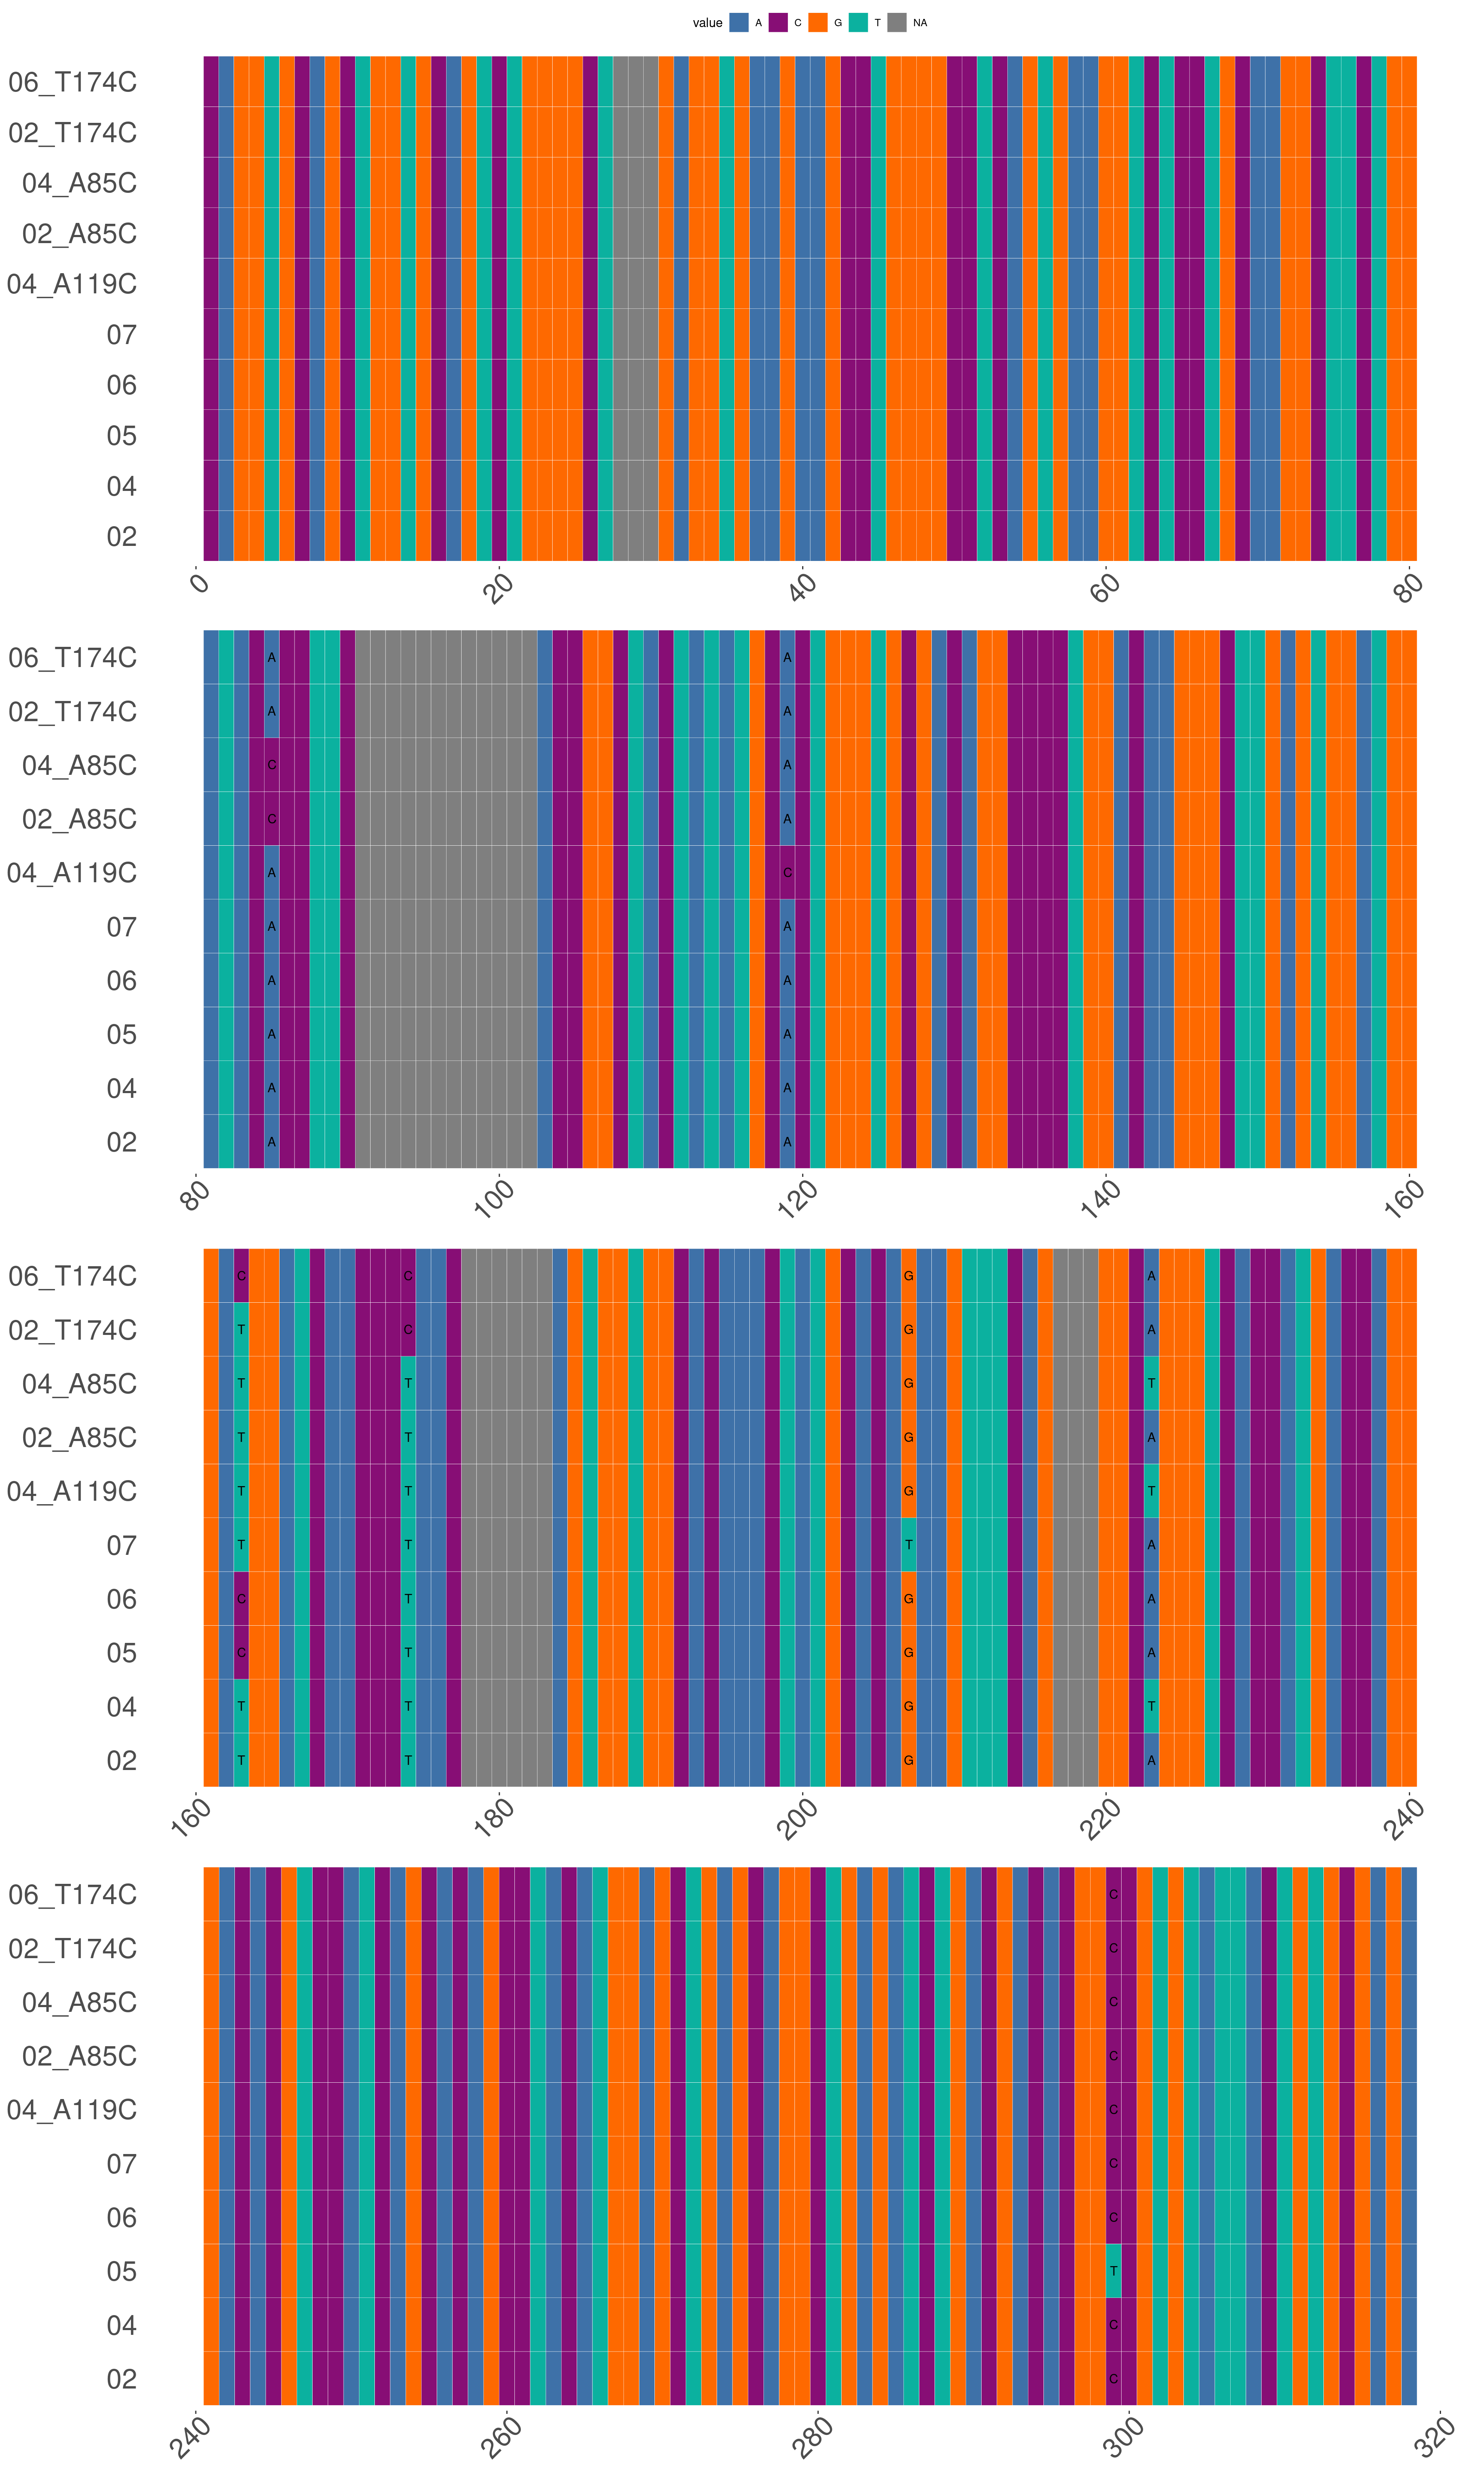 value A C G T NA
06_T174C
02_T174C
04_A85C
02_A85C
04_A119C
07
06
05
04
02
0 20 40 60 80
06_T174C A A
02_T174C A A
04_A85C C A
02_A85C C A
04_A119C A C
07 A A
06 A A
05 A A
04 A A
02 A A
80 100 120 140 160
06_T174C C C G A
02_T174C T C G A
04_A85C T T G T
02_A85C T T G A
04_A119C T T G T
07 T T T A
06 C T G A
05 C T G A
04 T T G T
02 T T G A
160 180 200 220 240
06_T174C C
02_T174C C
04_A85C C
02_A85C C
04_A119C C
07 C
06 C
05 T
04 C
02 C
240 260 280 300 320